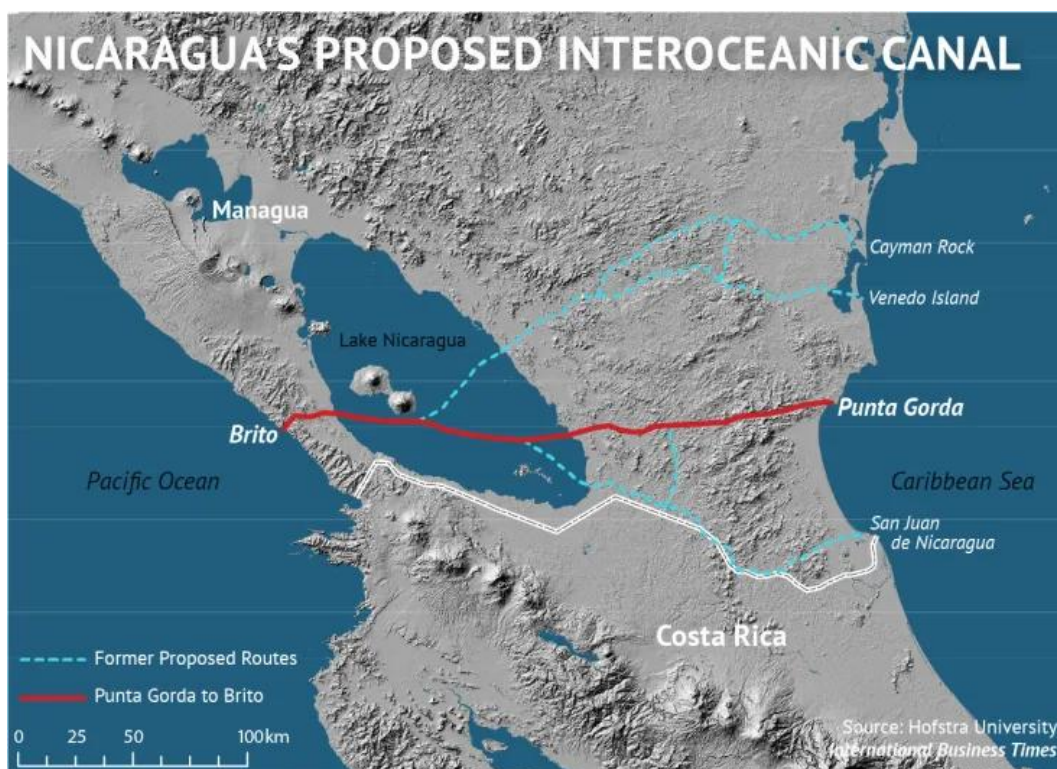 NICARAGUA'S PROPOSED INTEROCEANIC CANAL
Managua
Cayman Rock
Venedo Island
Lake Nicaragua
Punta Gorda
Brito
Pacific Ocean
Caribbean Sea
San Juan
de Nicaragua
Costa Rica
Former Proposed Routes
Punta Gorda to Brito
0 25 50 100km
Source: Hofstra University
International Business Times